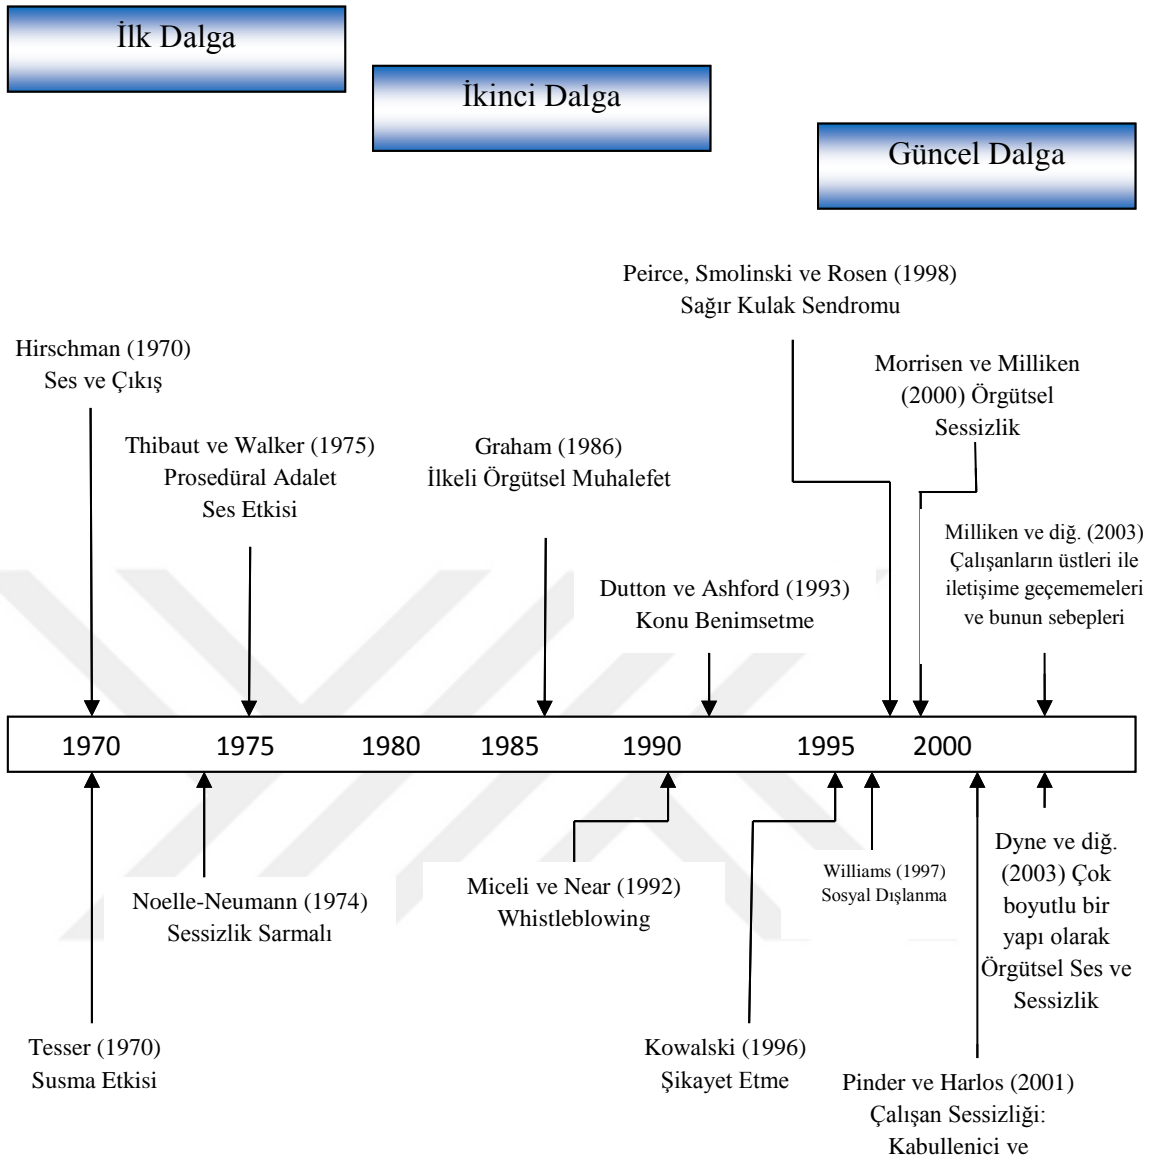 İlk Dalga
İkinci Dalga
Güncel Dalga
Peirce, Smolinski ve Rosen (1998)
Sağır Kulak Sendromu
Hirschman (1970)
Ses ve Çıkış
Morrisen ve Milliken
(2000) Örgütsel
Sessizlik
Thibaut ve Walker (1975)
Prosedüral Adalet
Ses Etkisi
Graham (1986)
İlkeli Örgütsel Muhalefet
Milliken ve diğ. (2003)
Çalışanların üstleri ile
iletişime geçememeleri
ve bunun sebepleri
Dutton ve Ashford (1993)
Konu Benimsetme
1970 1975 1980 1985 1990 1995 2000
Noelle-Neumann (1974)
Sessizlik Sarmalı
Miceli ve Near (1992)
Whistleblowing
Williams (1997)
Sosyal Dışlanma
Dyne ve diğ.
(2003) Çok
boyutlu bir
yapı olarak
Örgütsel Ses ve
Sessizlik
Tesser (1970)
Susma Etkisi
Kowalski (1996)
Şikayet Etme
Pinder ve Harlos (2001)
Çalışan Sessizliği:
Kabullenici ve